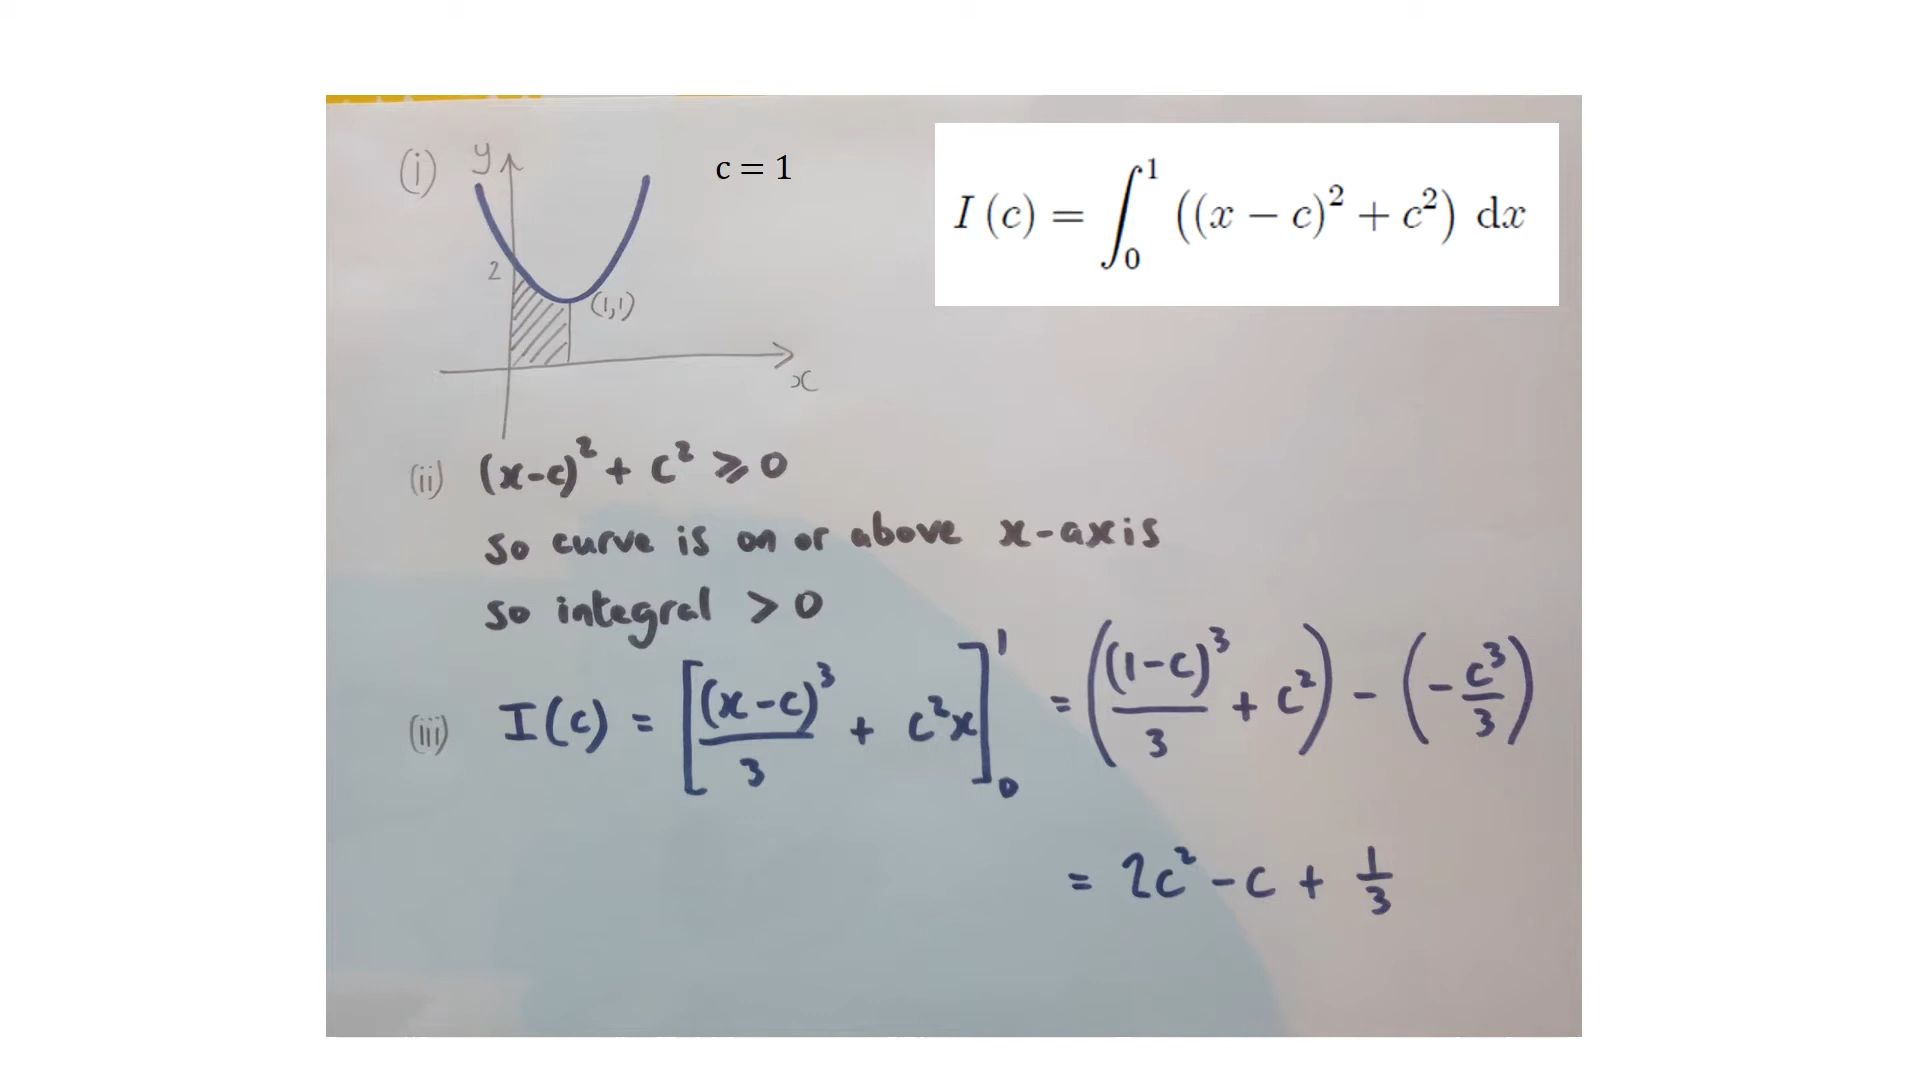 (i) y c = 1
I (c) = ∫₀¹ ((x − c)² + c²) dx
2
(1,1)
x
(ii) (x-c)² + c² ⩾ 0
so curve is on or above x-axis
so integral > 0
(iii) I(c) = [(x-c)³/3 + c²x]₀¹ = ((1-c)³/3 + c²) - (-c³/3)
= 2c² - c + 1/3